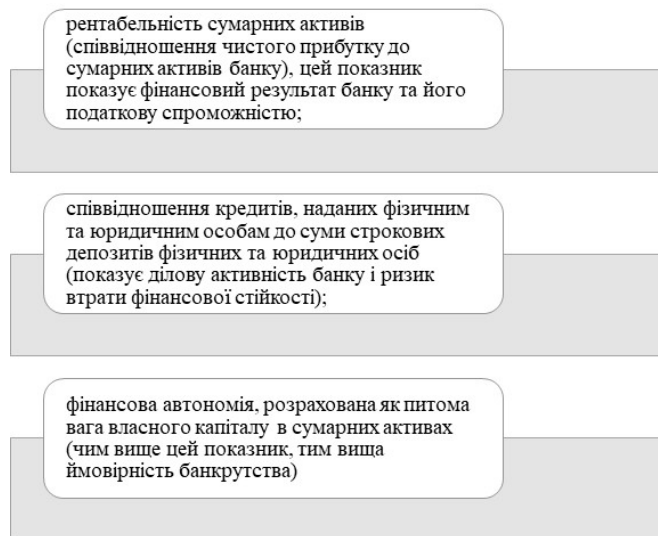 рентабельність сумарних активів
(співвідношення чистого прибутку до
сумарних активів банку), цей показник
показує фінансовий результат банку та його
податкову спроможністю;
співвідношення кредитів, наданих фізичним
та юридичним особам до суми строкових
депозитів фізичних та юридичних осіб
(показує ділову активність банку і ризик
втрати фінансової стійкості);
фінансова автономія, розрахована як питома
вага власного капіталу в сумарних активах
(чим вище цей показник, тим вища
ймовірність банкрутства)